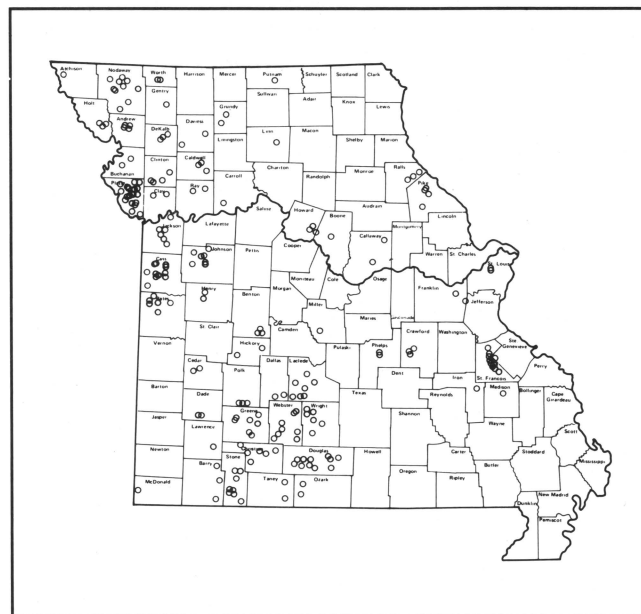 Atchison
Nodaway
Worth
Harrison
Mercer
Putnam
Schuyler
Scotland
Clark
Holt
Gentry
Sullivan
Adair
Knox
Lewis
Andrew
DeKalb
Daviess
Grundy
Linn
Macon
Shelby
Marion
Livingston
Buchanan
Clinton
Caldwell
Chariton
Randolph
Monroe
Ralls
Pike
Clay
Ray
Carroll
Audrain
Lincoln
Saline
Howard
Boone
Callaway
Montgomery
Jackson
Lafayette
Cooper
Warren
St. Charles
Cass
Johnson
Pettis
Moniteau
Cole
Osage
Franklin
St. Louis
Henry
Benton
Morgan
Miller
Jefferson
Maries
Bates
St. Clair
Camden
Crawford
Washington
Ste
Genevieve
Vernon
Hickory
Pulaski
Phelps
St. Francois
Perry
Cedar
Polk
Dallas
Laclede
Dent
Iron
Madison
Bollinger
Cape
Girardeau
Barton
Dade
Greene
Webster
Wright
Texas
Reynolds
Jasper
Lawrence
Shannon
Wayne
Scott
Newton
Christian
Douglas
Howell
Carter
Butler
Stoddard
Mississippi
McDonald
Barry
Stone
Taney
Ozark
Oregon
Ripley
New Madrid
Dunklin
Pemiscot